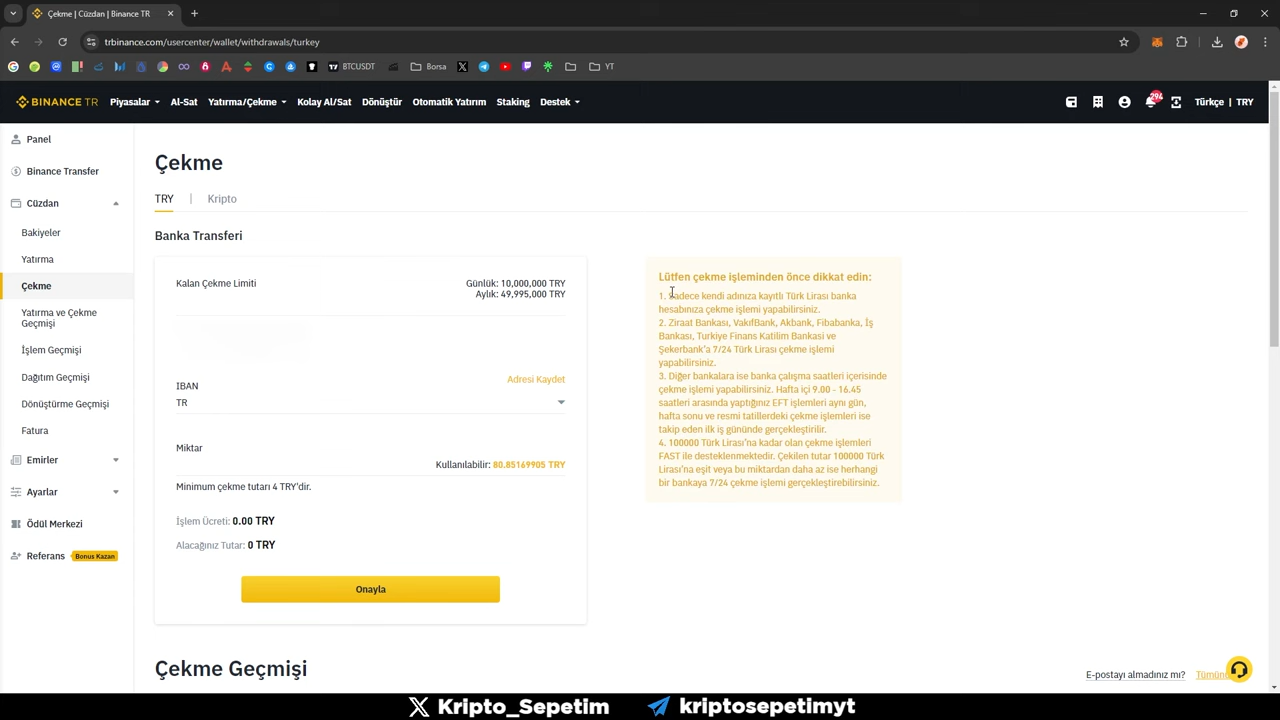 Çekme | Cüzdan | Binance TR
trbinance.com/usercenter/wallet/withdrawals/turkey
BTCUSDT
Borsa
YT
BINANCE TR
Piyasalar
Al-Sat
Yatırma/Çekme
Kolay Al/Sat
Dönüştür
Otomatik Yatırım
Staking
Destek
294
Türkçe | TRY
Panel
Binance Transfer
Cüzdan
Bakiyeler
Yatırma
Çekme
Yatırma ve Çekme
Geçmişi
İşlem Geçmişi
Dağıtım Geçmişi
Dönüştürme Geçmişi
Fatura
Emirler
Ayarlar
Ödül Merkezi
Referans
Bonus Kazan
Çekme
TRY | Kripto
Banka Transferi
Kalan Çekme Limiti
Günlük: 10,000,000 TRY
Aylık: 49,995,000 TRY
IBAN
Adresi Kaydet
TR
Miktar
Kullanılabilir: 80.85169905 TRY
Minimum çekme tutarı 4 TRY'dir.
İşlem Ücreti: 0.00 TRY
Alacağınız Tutar: 0 TRY
Onayla
Lütfen çekme işleminden önce dikkat edin:
1. Sadece kendi adınıza kayıtlı Türk Lirası banka
hesabınıza çekme işlemi yapabilirsiniz.
2. Ziraat Bankası, VakıfBank, Akbank, Fibabanka, İş
Bankası, Turkiye Finans Katilim Bankasi ve
Şekerbank'a 7/24 Türk Lirası çekme işlemi
yapabilirsiniz.
3. Diğer bankalara ise banka çalışma saatleri içerisinde
çekme işlemi yapabilirsiniz. Hafta içi 9.00 - 16.45
saatleri arasında yaptığınız EFT işlemleri aynı gün,
hafta sonu ve resmi tatillerdeki çekme işlemleri ise
takip eden ilk iş gününde gerçekleştirilir.
4. 100000 Türk Lirası'na kadar olan çekme işlemleri
FAST ile desteklenmektedir. Çekilen tutar 100000 Türk
Lirası'na eşit veya bu miktardan daha az ise herhangi
bir bankaya 7/24 çekme işlemi gerçekleştirebilirsiniz.
Çekme Geçmişi
E-postayı almadınız mı?
Kripto_Sepetim
kriptosepetimyt